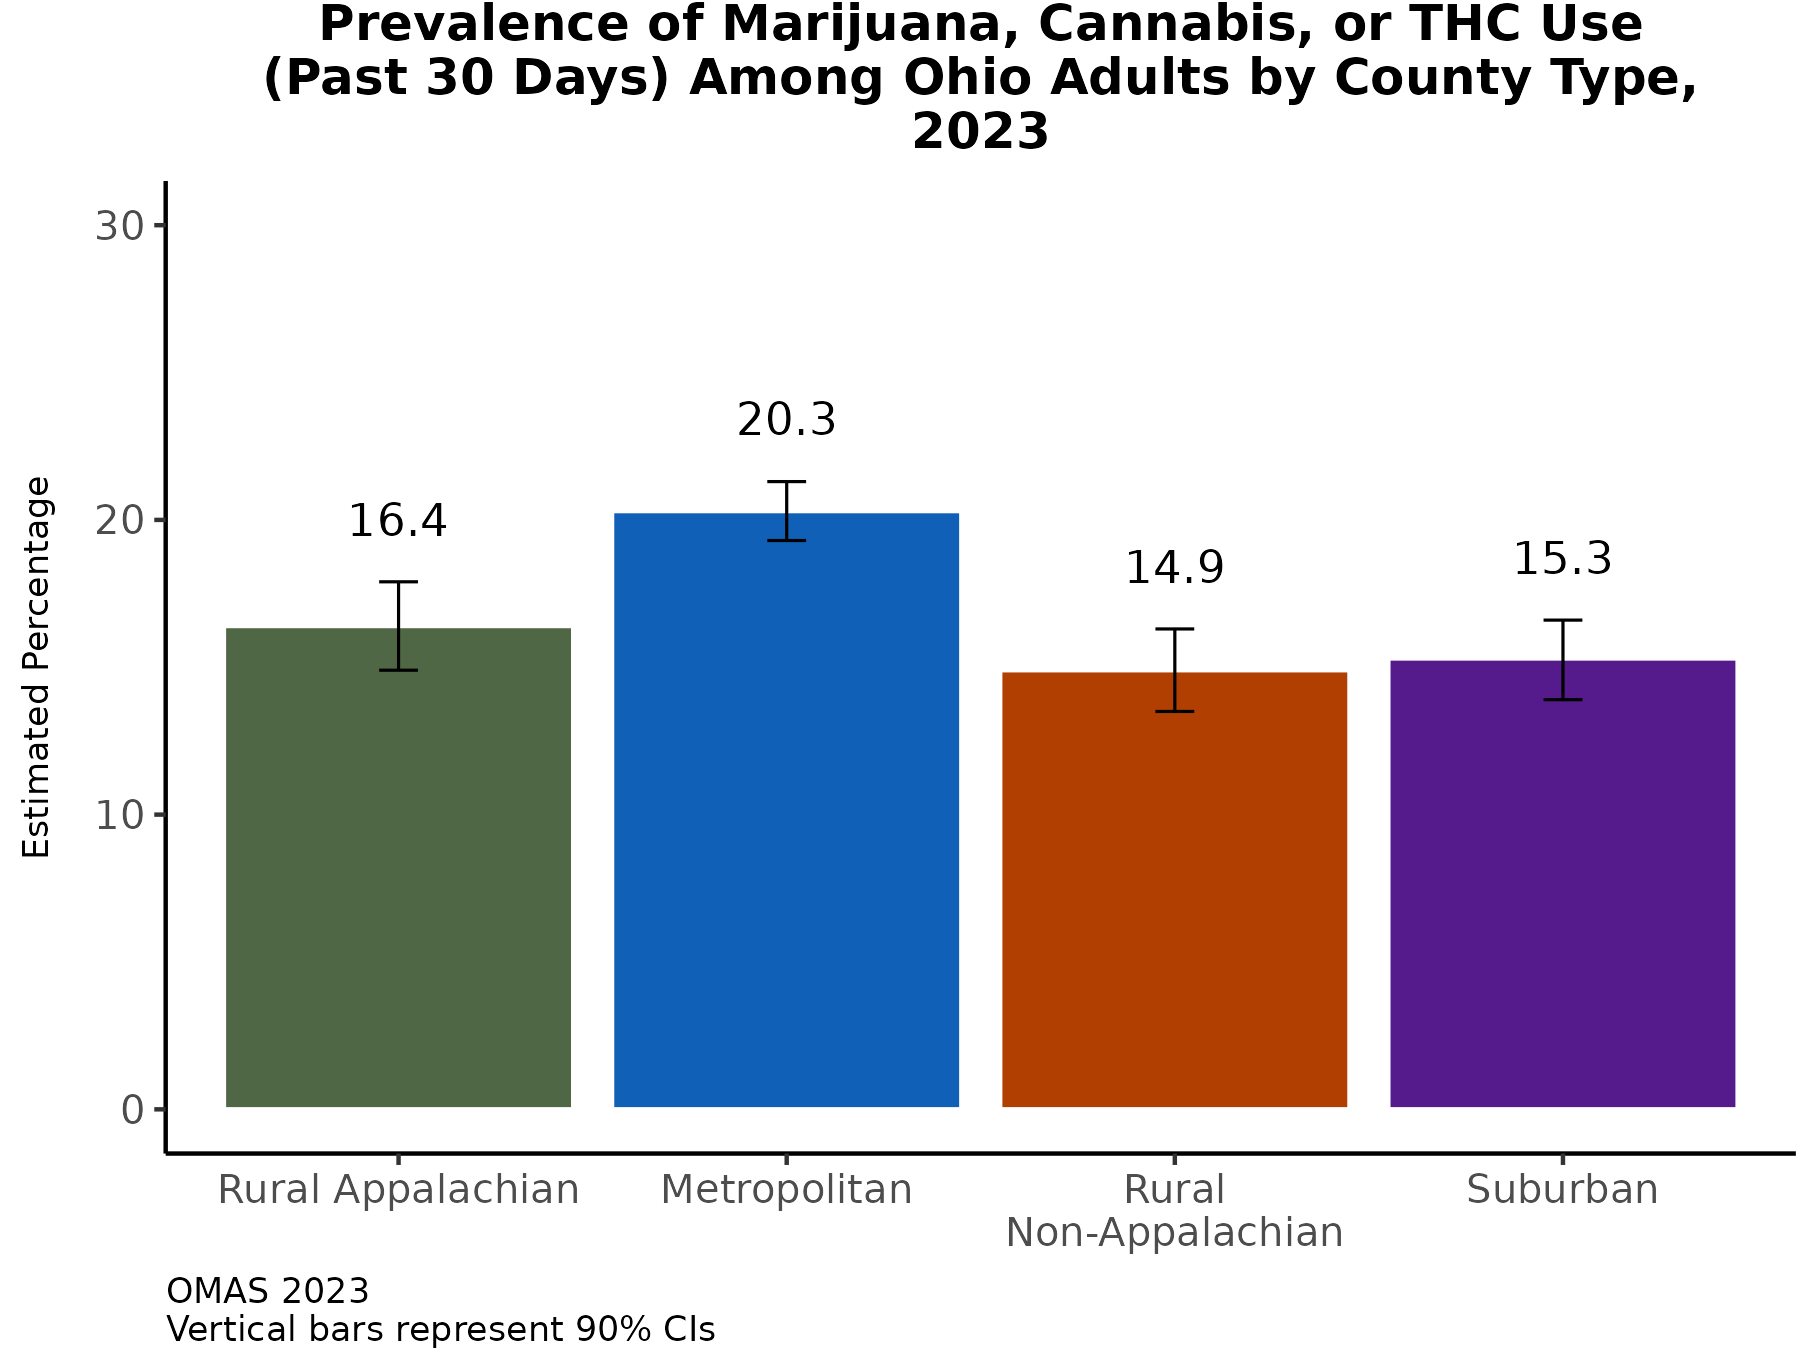 Prevalence of Marijuana, Cannabis, or THC Use
(Past 30 Days) Among Ohio Adults by County Type,
2023
30
20
10
0
Estimated Percentage
16.4
20.3
14.9
15.3
Rural Appalachian
Metropolitan
Rural
Non-Appalachian
Suburban
OMAS 2023
Vertical bars represent 90% CIs